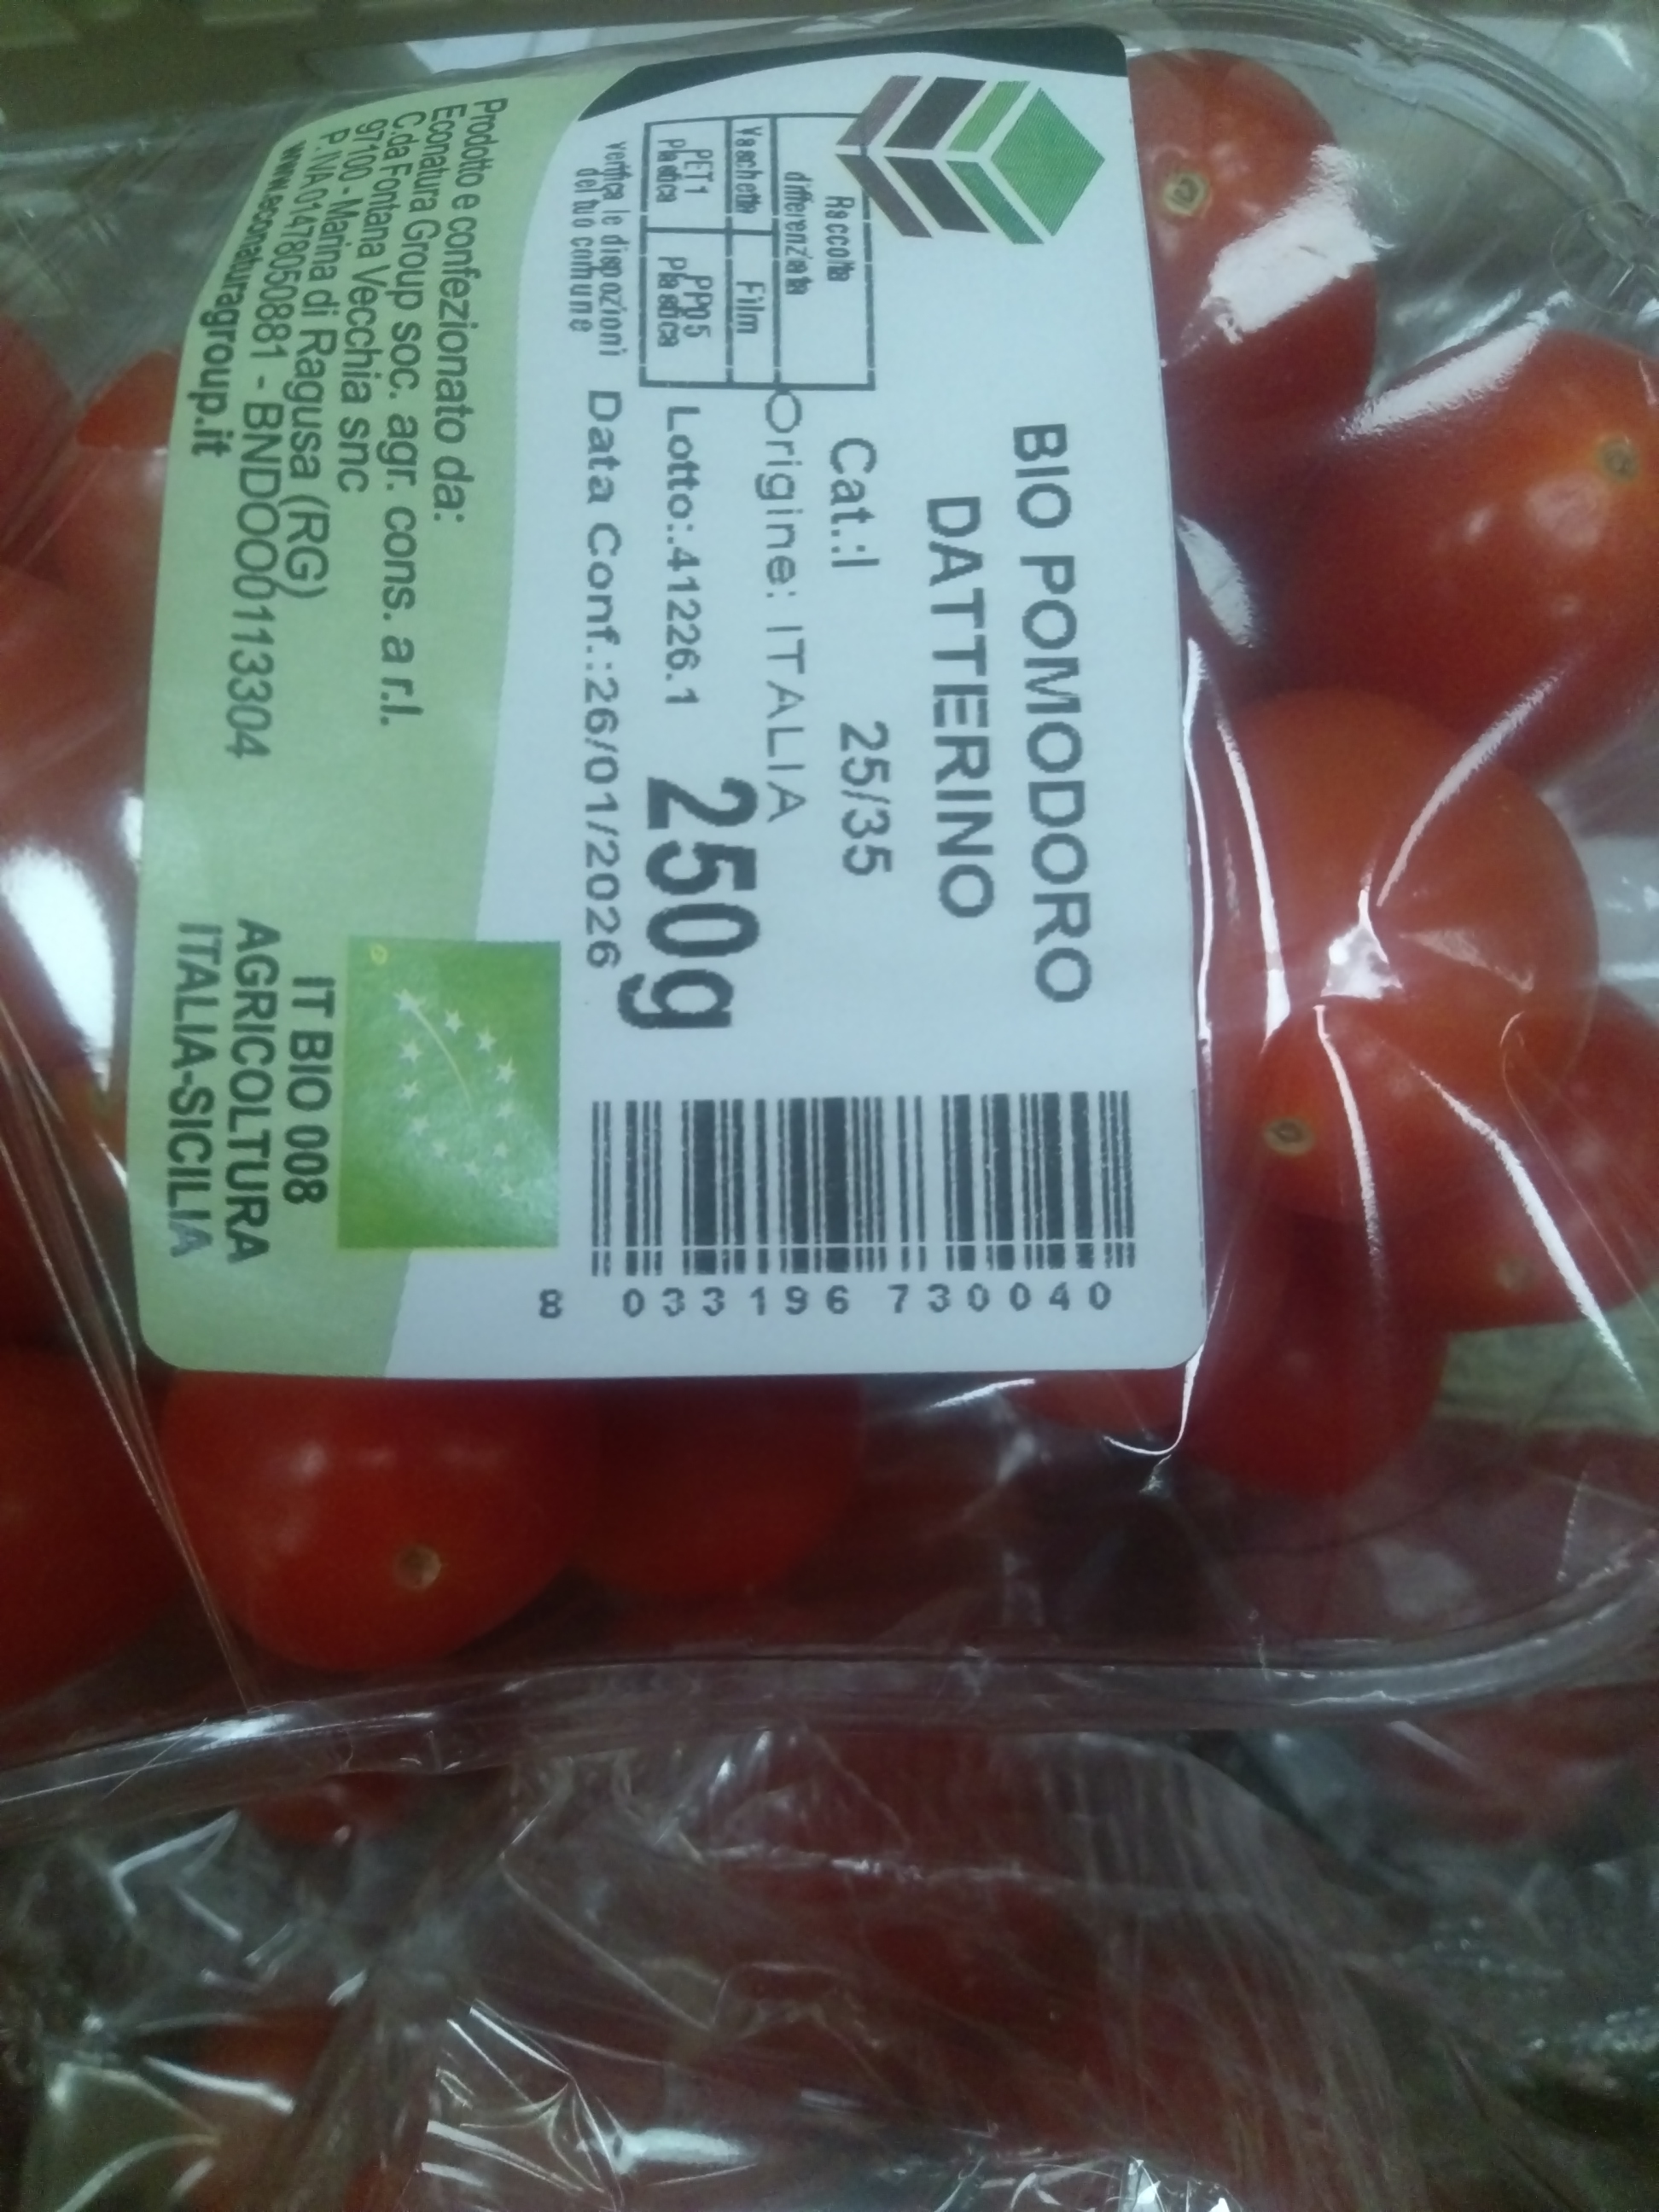 BIO POMODORO
DATTERINO
Cat.:I 25/35
Origine: ITALIA
Lotto:.41226.1 250g
Data Conf.:26/01/2026
Raccolta
differenziata
Vaschetta Film
PET1 PP05
Plastica Plastica
verifica le disposizioni
del tuo comune
8 033196 730040
Prodotto e confezionato da:
Econatura Group soc. agr. cons. a r.l.
C.da Fontana Vecchia snc
97100 - Marina di Ragusa (RG)
P. IVA 01478050881 - BNDOO0113304
www.econaturagroup.it
IT BIO 008
AGRICOLTURA
ITALIA-SICILIA